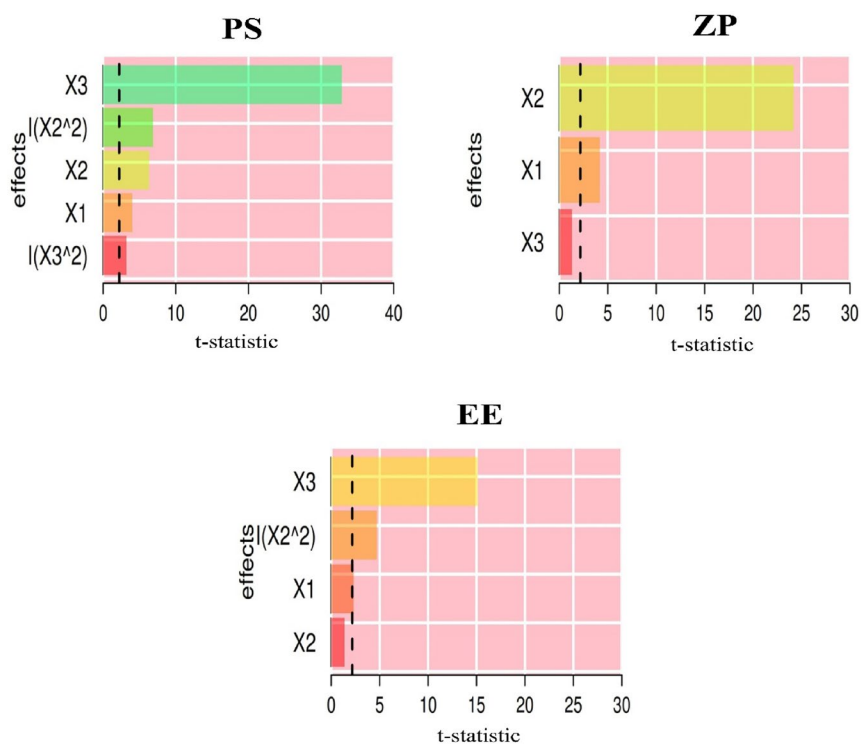 PS
effects
X3
I(X2^2)
X2
X1
I(X3^2)
0 10 20 30 40
t-statistic
ZP
effects
X2
X1
X3
0 5 10 15 20 25 30
t-statistic
EE
effects
X3
I(X2^2)
X1
X2
0 5 10 15 20 25 30
t-statistic